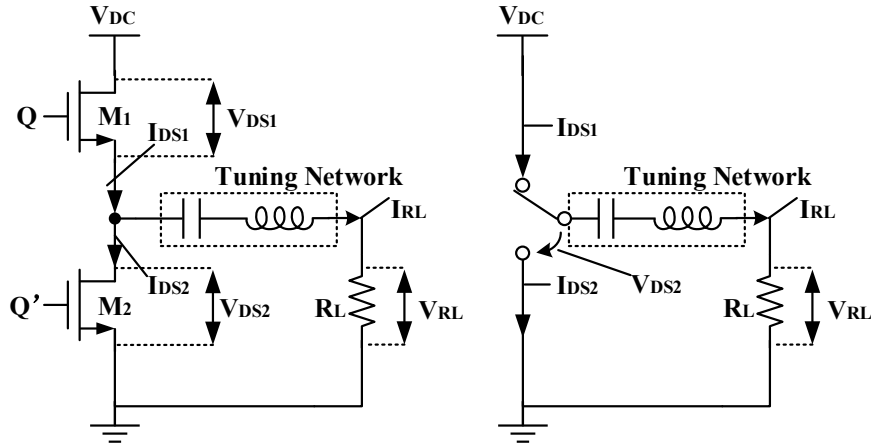 VDC
Q
M1
IDS1
VDS1
Tuning Network
IRL
Q'
M2
IDS2
VDS2
RL
VRL
VDC
IDS1
Tuning Network
IRL
IDS2
VDS2
RL
VRL